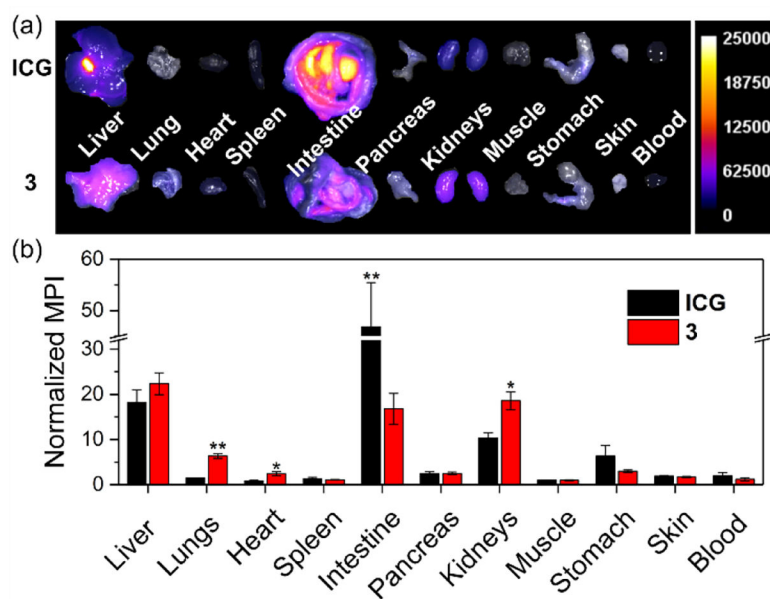 (a)
ICG
Liver
Lung
Heart
Spleen
Intestine
Pancreas
Kidneys
Muscle
Stomach
Skin
Blood
3
25000
18750
12500
62500
0
(b)
60
50
30
20
10
0
Normalized MPI
**
*
**
*
ICG
3
Liver
Lungs
Heart
Spleen
Intestine
Pancreas
Kidneys
Muscle
Stomach
Skin
Blood